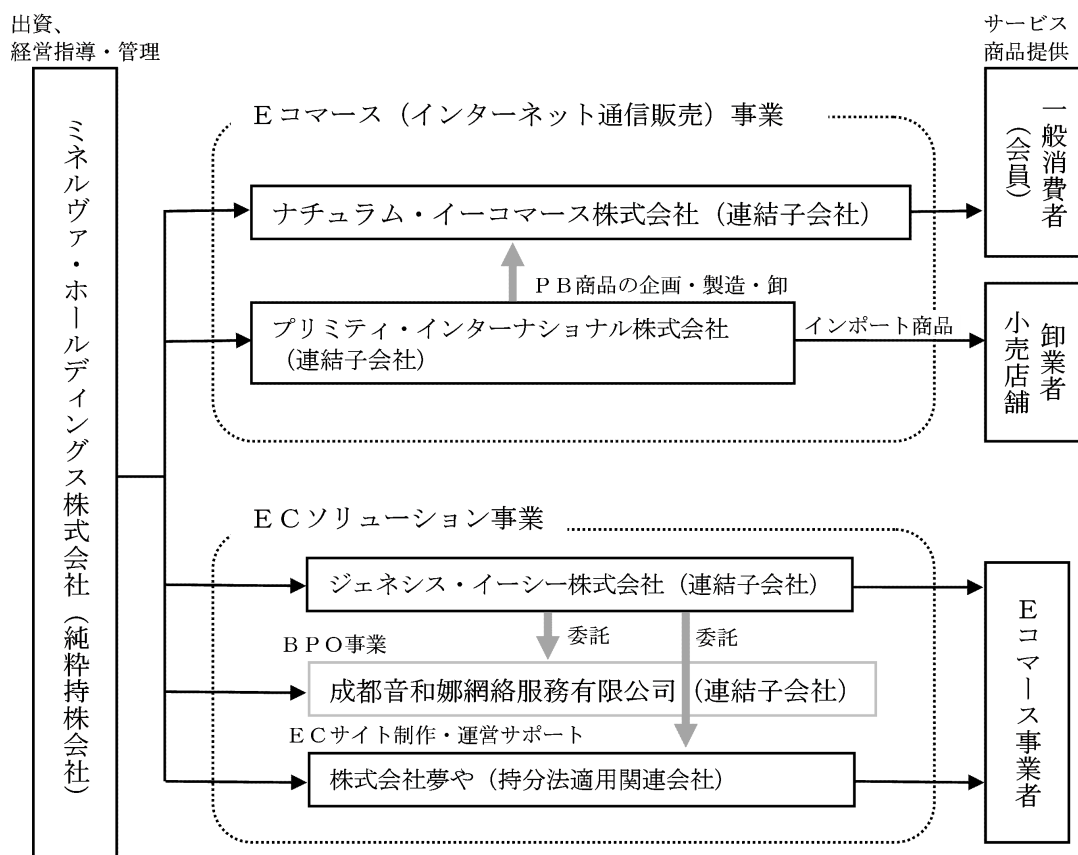 出資、
経営指導・管理
サービス
商品提供
ミネルヴァ・ホールディングス株式会社（純粋持株会社）
Ｅコマース（インターネット通信販売）事業
ナチュラム・イーコマース株式会社（連結子会社）
一般消費者
（会員）
ＰＢ商品の企画・製造・卸
プリミティ・インターナショナル株式会社
（連結子会社）
インポート商品
卸業者
小売店舗
ＥＣソリューション事業
ジェネシス・イーシー株式会社（連結子会社）
委託
委託
ＢＰＯ事業
成都音和娜網絡服務有限公司（連結子会社）
ＥＣサイト制作・運営サポート
株式会社夢や（持分法適用関連会社）
Ｅコマース事業者